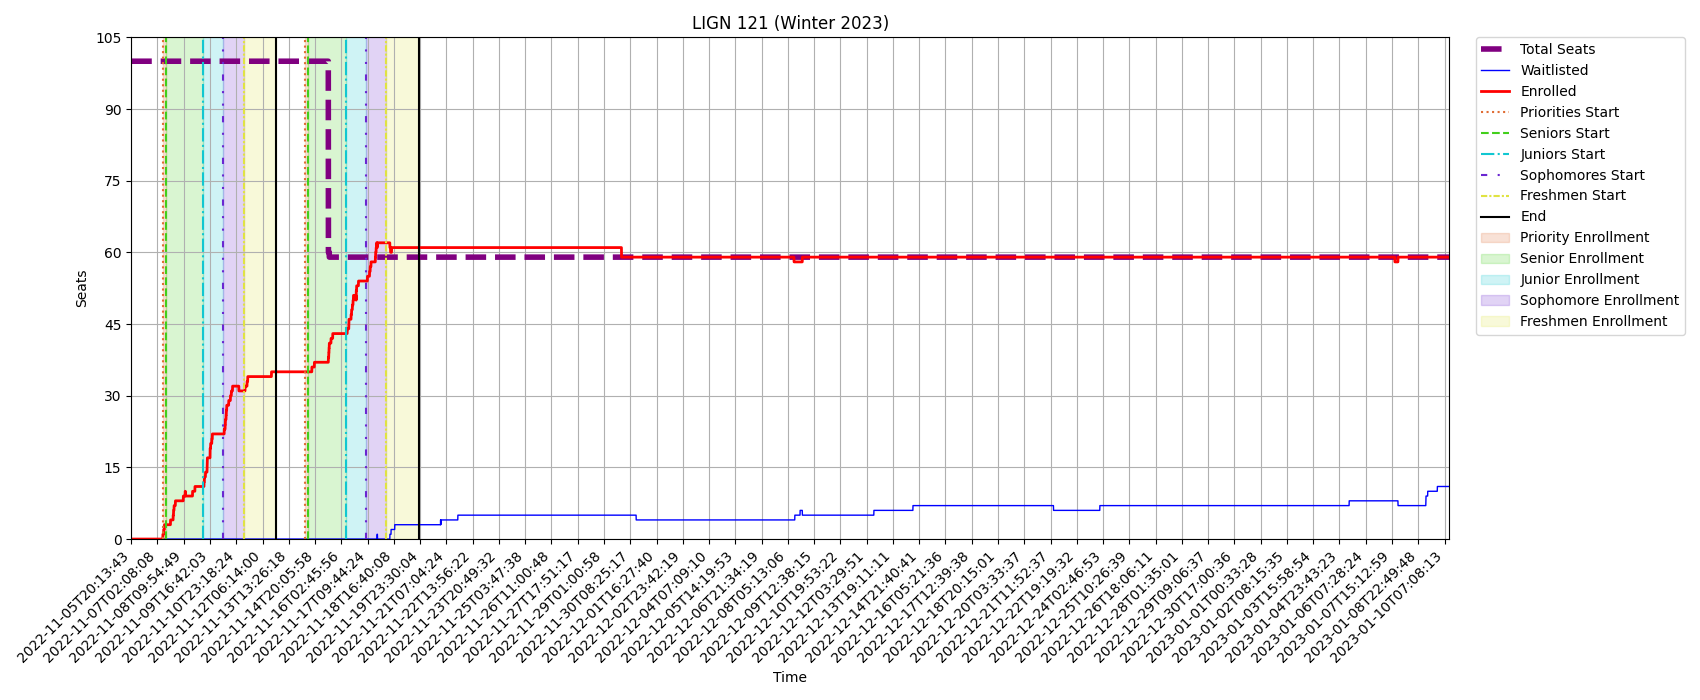 LIGN 121 (Winter 2023)
105
90
75
60
45
30
15
0
Seats
2022-11-05T20:13:43
2022-11-07T02:08:08
2022-11-08T09:54:49
2022-11-09T16:42:03
2022-11-10T23:18:24
2022-11-12T06:14:00
2022-11-13T13:26:18
2022-11-14T20:05:58
2022-11-16T02:45:56
2022-11-17T09:44:24
2022-11-18T16:40:08
2022-11-19T23:30:04
2022-11-21T07:04:24
2022-11-22T13:56:22
2022-11-23T20:49:32
2022-11-25T03:47:38
2022-11-26T11:00:48
2022-11-27T17:51:17
2022-11-29T01:00:58
2022-11-30T08:25:17
2022-12-01T16:27:40
2022-12-02T23:42:19
2022-12-04T07:09:10
2022-12-05T14:19:53
2022-12-06T21:34:19
2022-12-08T05:13:06
2022-12-09T12:38:15
2022-12-10T19:53:22
2022-12-12T03:29:51
2022-12-13T19:11:11
2022-12-14T21:40:41
2022-12-16T05:21:36
2022-12-17T12:39:38
2022-12-18T20:15:01
2022-12-20T03:33:37
2022-12-21T11:52:37
2022-12-22T19:19:32
2022-12-24T02:46:53
2022-12-25T10:26:39
2022-12-26T18:06:11
2022-12-28T01:35:01
2022-12-29T09:06:37
2022-12-30T17:00:36
2023-01-01T00:33:28
2023-01-02T08:15:35
2023-01-03T15:58:54
2023-01-04T23:43:23
2023-01-06T07:28:24
2023-01-07T15:12:59
2023-01-08T22:49:48
2023-01-10T07:08:13
Time
Total Seats
Waitlisted
Enrolled
Priorities Start
Seniors Start
Juniors Start
Sophomores Start
Freshmen Start
End
Priority Enrollment
Senior Enrollment
Junior Enrollment
Sophomore Enrollment
Freshmen Enrollment